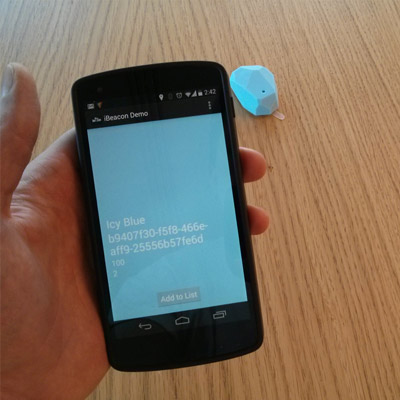 2:42
iBeacon Demo
Icy Blue
b9407f30-f5f8-466e-
aff9-25556b57fe6d
100
2
Add to List